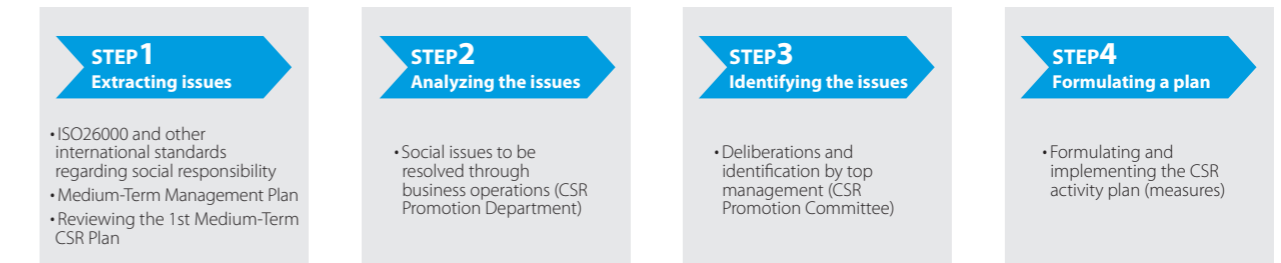 STEP1
Extracting issues
•ISO26000 and other
international standards
regarding social responsibility
•Medium-Term Management Plan
•Reviewing the 1st Medium-Term
CSR Plan
STEP2
Analyzing the issues
•Social issues to be
resolved through
business operations (CSR
Promotion Department)
STEP3
Identifying the issues
•Deliberations and
identification by top
management (CSR
Promotion Committee)
STEP4
Formulating a plan
•Formulating and
implementing the CSR
activity plan (measures)